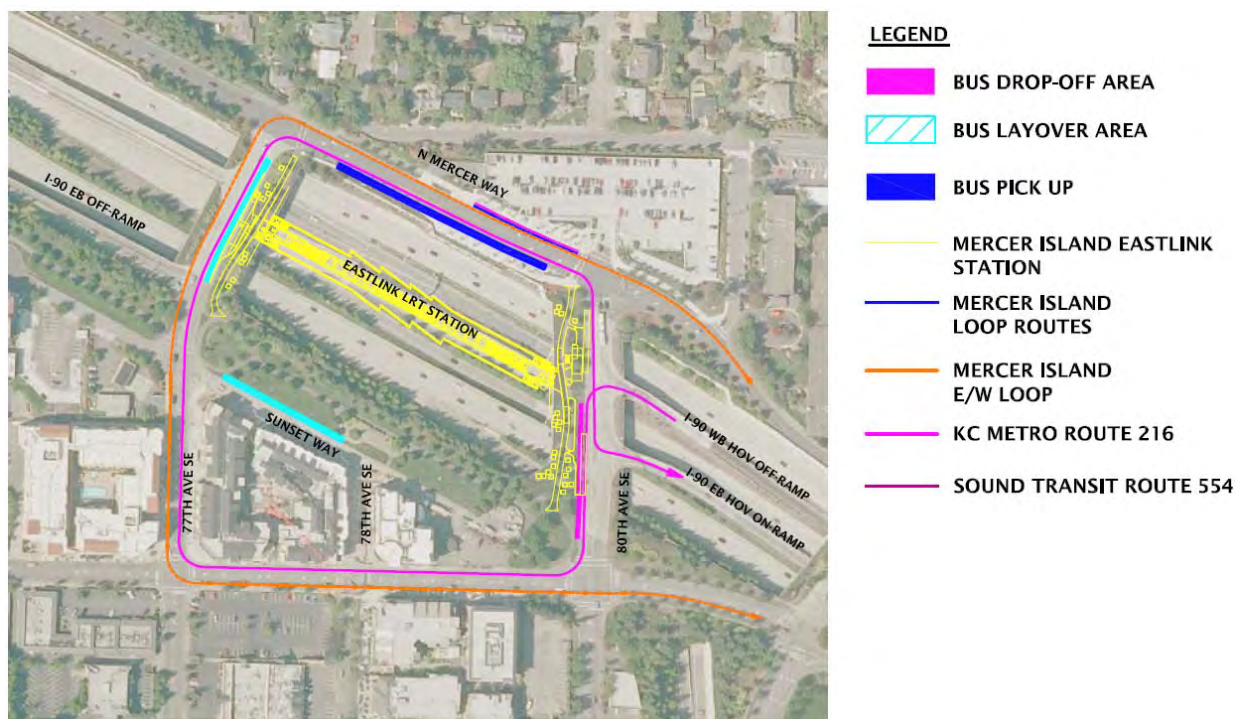 LEGEND
BUS DROP-OFF AREA
BUS LAYOVER AREA
BUS PICK UP
MERCER ISLAND EASTLINK
STATION
MERCER ISLAND
LOOP ROUTES
MERCER ISLAND
E/W LOOP
KC METRO ROUTE 216
SOUND TRANSIT ROUTE 554
N MERCER WAY
I-90 EB OFF-RAMP
EASTLINK LRT STATION
SUNSET WAY
77TH AVE SE
78TH AVE SE
80TH AVE SE
I-90 WB HOV OFF-RAMP
I-90 EB HOV ON-RAMP